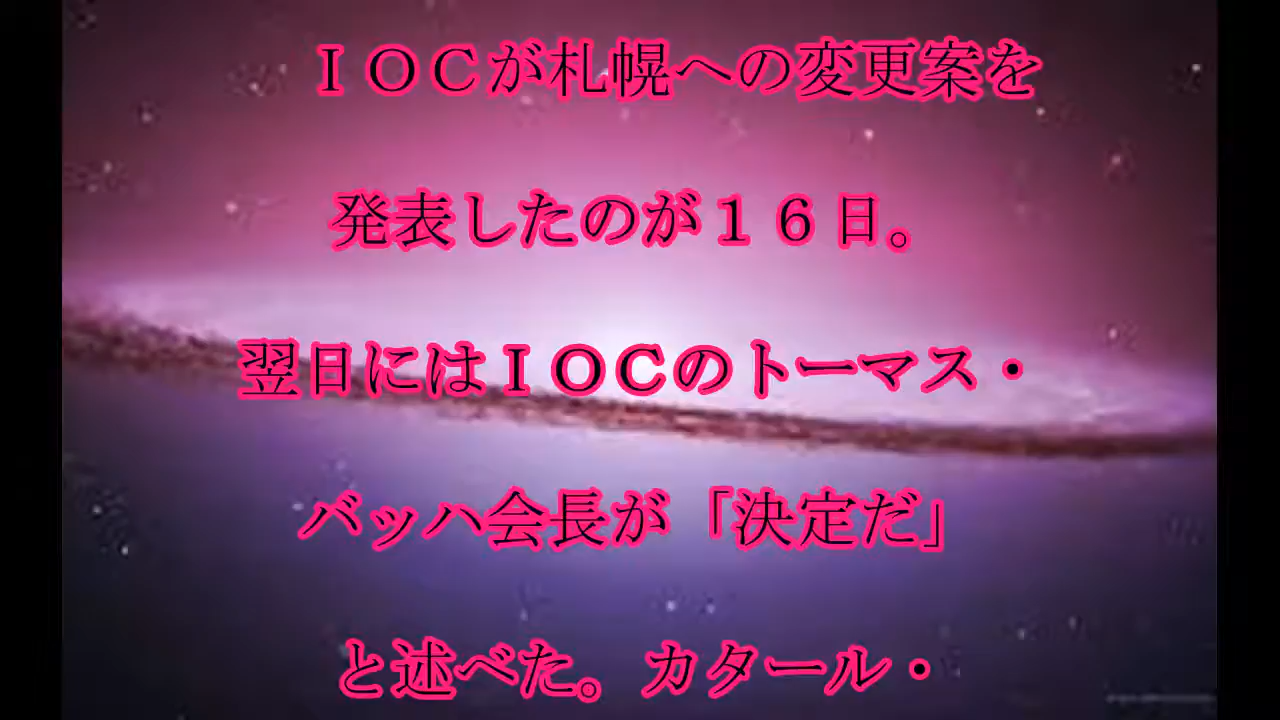 ＩＯＣが札幌への変更案を
発表したのが１６日。
翌日にはＩＯＣのトーマス・
バッハ会長が「決定だ」
と述べた。カタール・